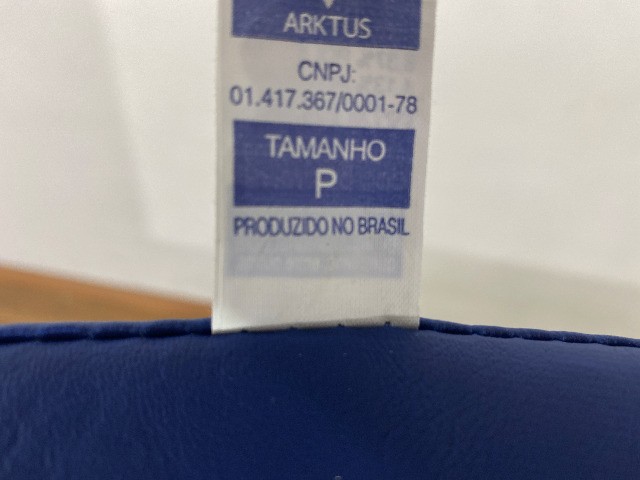 ARKTUS
CNPJ:
01.417.367/0001-78
TAMANHO
P
PRODUZIDO NO BRASIL